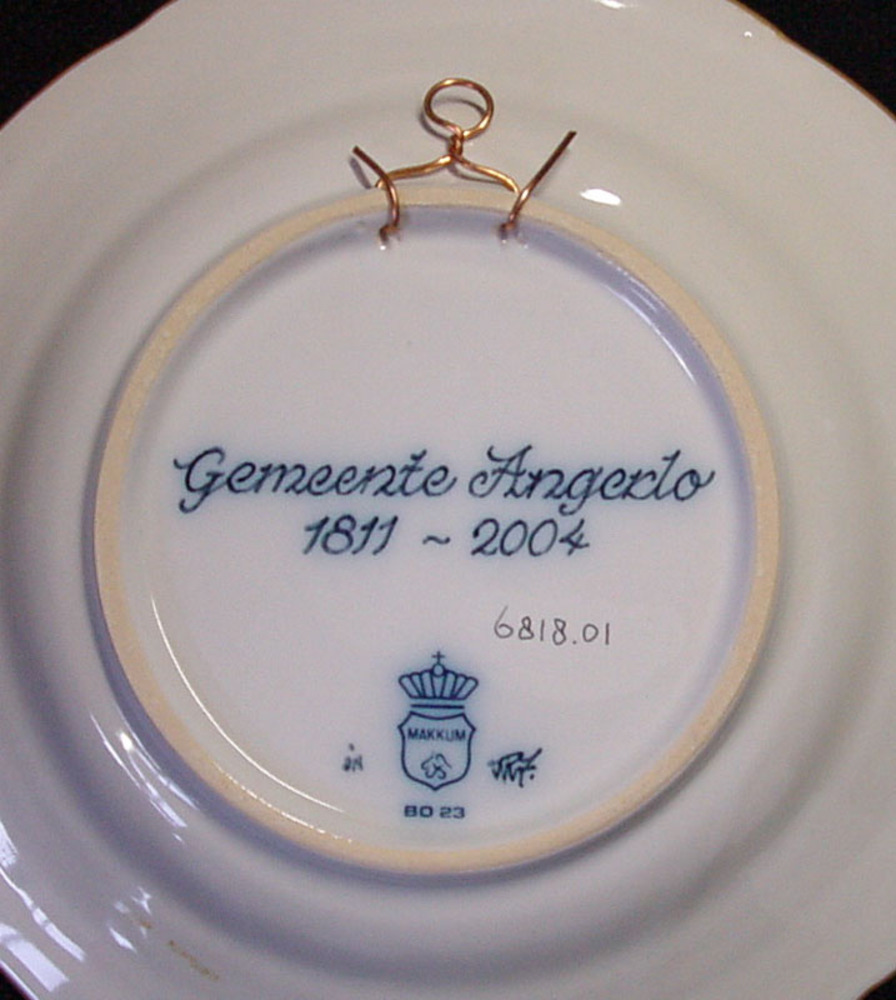 Gemeente Angerlo
1811 ~ 2004
6818.01
MAKKUM
BO 23